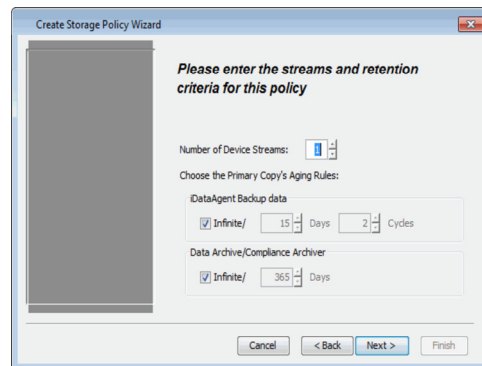 Create Storage Policy Wizard
Please enter the streams and retention
criteria for this policy
Number of Device Streams: 1
Choose the Primary Copy's Aging Rules:
iDataAgent Backup data
Infinite/ 15 Days 2 Cycles
Data Archive/Compliance Archiver
Infinite/ 365 Days
Cancel < Back Next > Finish